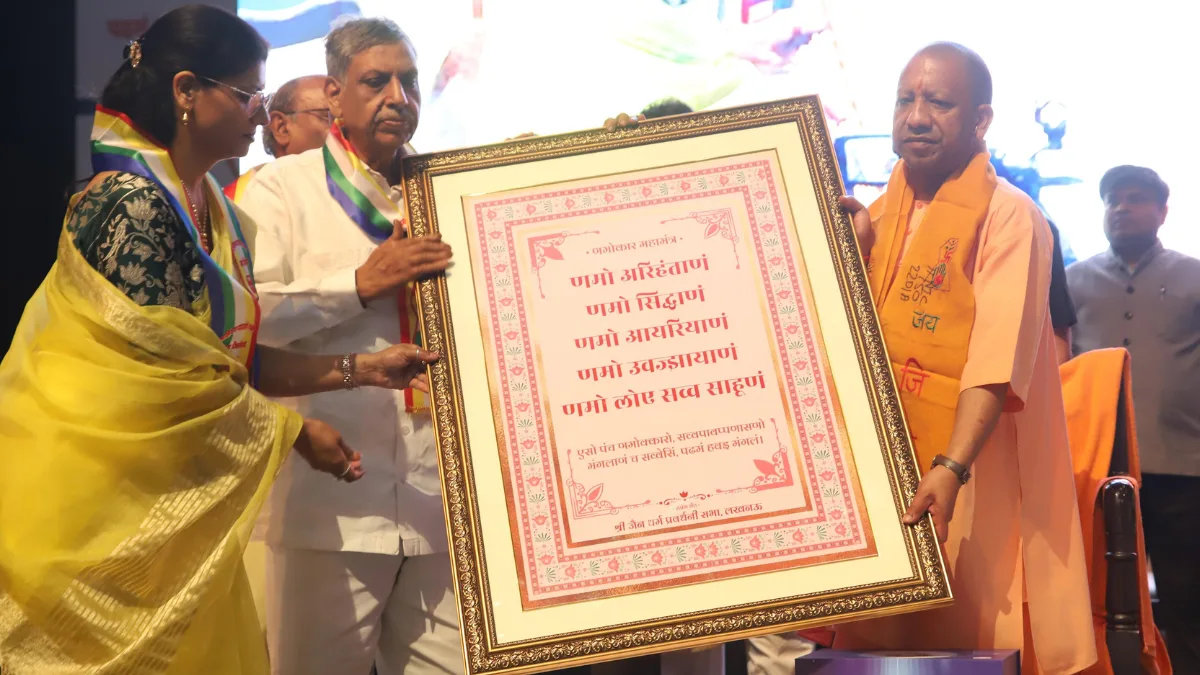 णमोकार महामंत्र
णमो अरिहंताणं
णमो सिद्धाणं
णमो आयरियाणं
णमो उवज्झायाणं
णमो लोए सव्व साहूणं
एसो पंच णमोक्कारो, सव्वपावप्पणासणो
मंगलाणं च सव्वेसिं, पढमं हवइ मंगलं।
श्री जैन धर्म प्रवर्धनी सभा, लखनऊ
जय